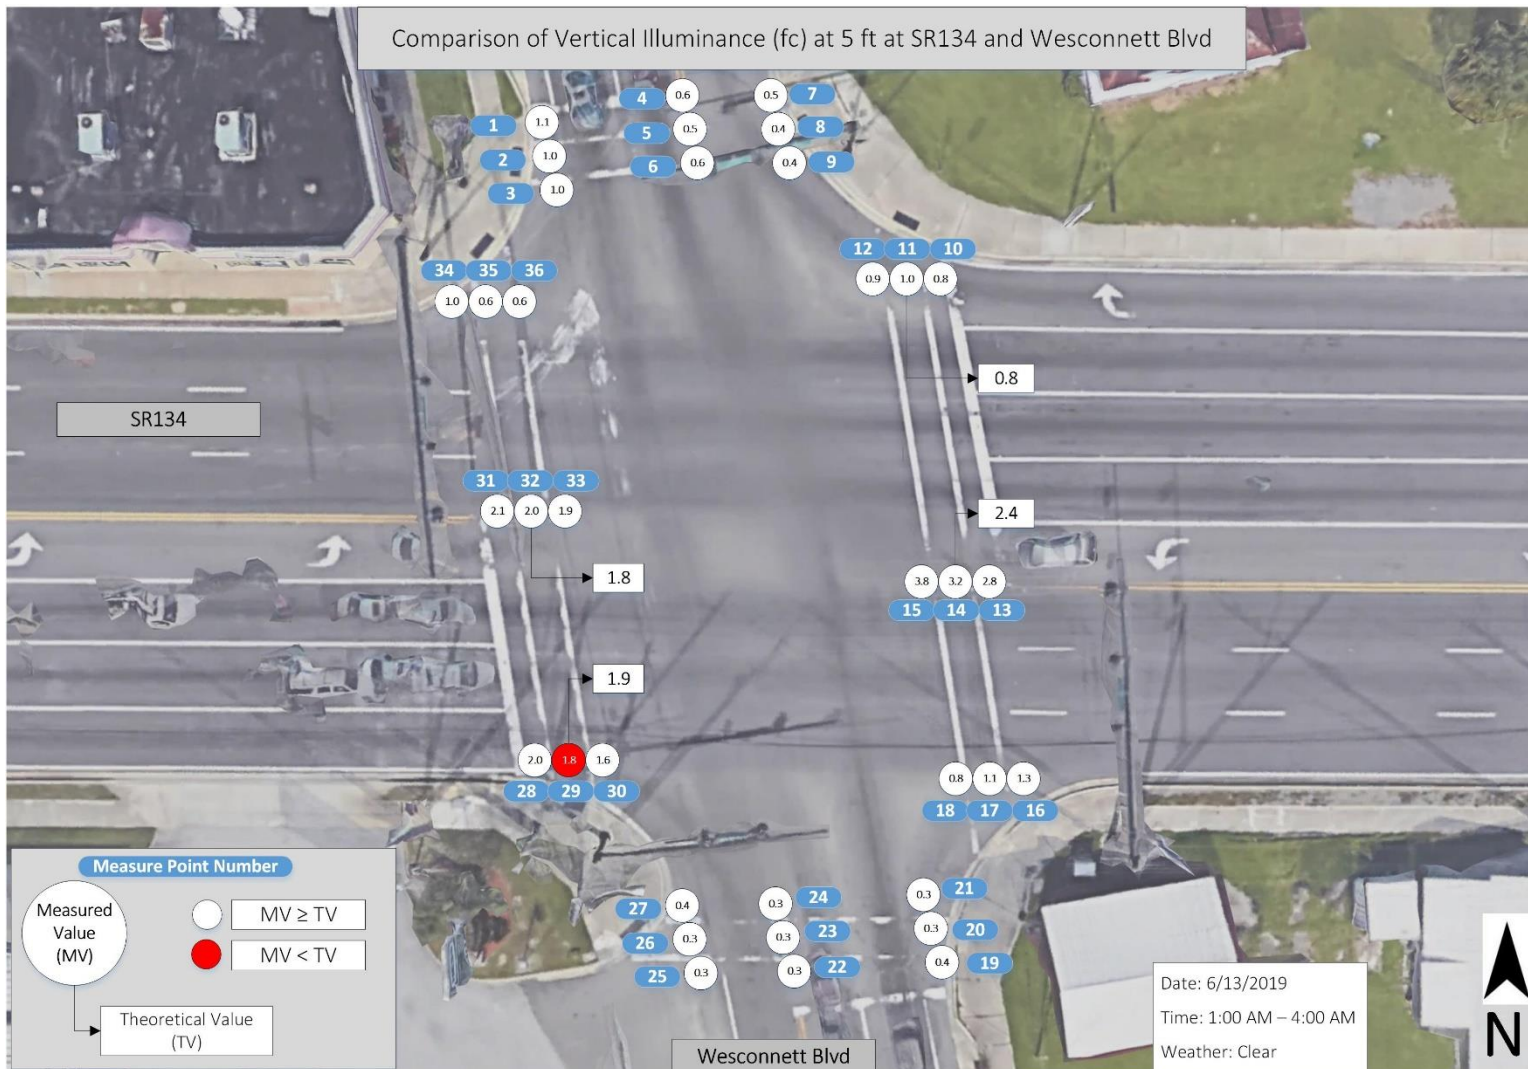 Comparison of Vertical Illuminance (fc) at 5 ft at SR134 and Wesconnett Blvd
4 0.6 0.5 7
1 1.1
5 0.5 0.4 8
2 1.0
6 0.6 0.4 9
3 1.0
12 11 10
0.9 1.0 0.8
34 35 36
1.0 0.6 0.6
0.8
SR134
31 32 33
2.1 2.0 1.9
2.4
1.8
3.8 3.2 2.8
15 14 13
1.9
2.0 1.8 1.6
28 29 30
0.8 1.1 1.3
18 17 16
27 0.4 0.3 24 0.3 21
26 0.3 0.3 23 0.3 20
25 0.3 0.3 22 0.4 19
Measure Point Number
Measured
Value
(MV)
MV ≥ TV
MV < TV
Theoretical Value
(TV)
Wesconnett Blvd
Date: 6/13/2019
Time: 1:00 AM – 4:00 AM
Weather: Clear
N